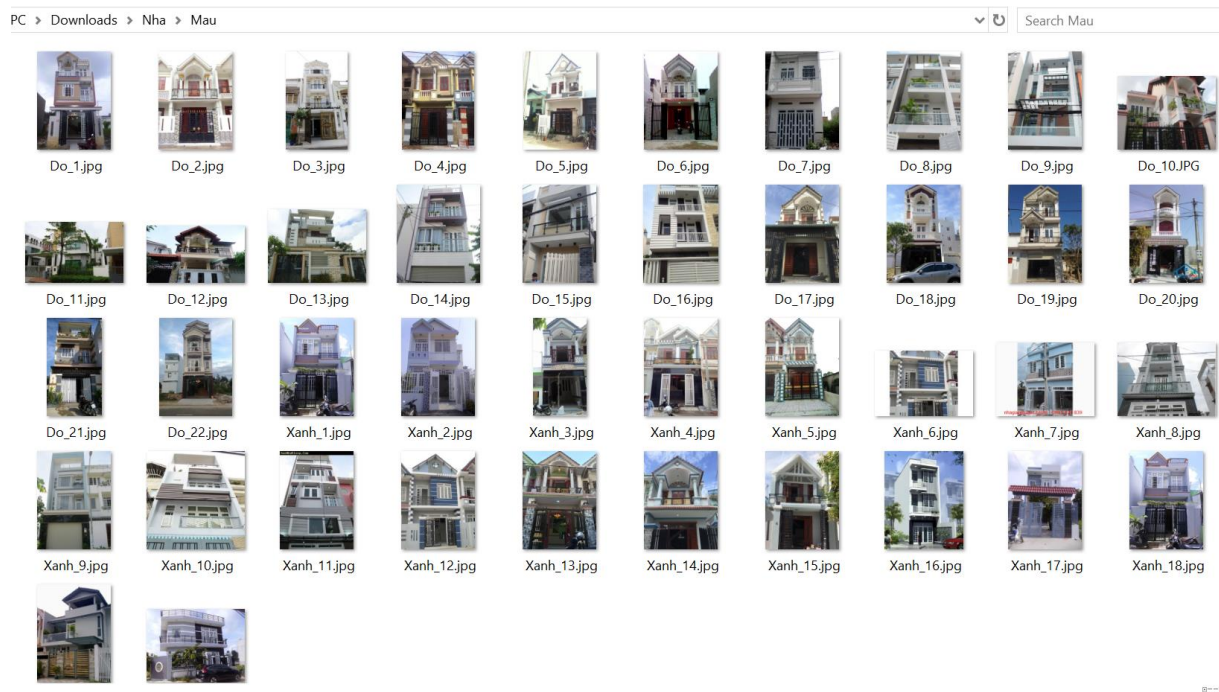 PC > Downloads > Nha > Mau
Search Mau
Do_1.jpg Do_2.jpg Do_3.jpg Do_4.jpg Do_5.jpg Do_6.jpg Do_7.jpg Do_8.jpg Do_9.jpg Do_10.JPG
Do_11.jpg Do_12.jpg Do_13.jpg Do_14.jpg Do_15.jpg Do_16.jpg Do_17.jpg Do_18.jpg Do_19.jpg Do_20.jpg
Do_21.jpg Do_22.jpg Xanh_1.jpg Xanh_2.jpg Xanh_3.jpg Xanh_4.jpg Xanh_5.jpg Xanh_6.jpg Xanh_7.jpg Xanh_8.jpg
Xanh_9.jpg Xanh_10.jpg Xanh_11.jpg Xanh_12.jpg Xanh_13.jpg Xanh_14.jpg Xanh_15.jpg Xanh_16.jpg Xanh_17.jpg Xanh_18.jpg